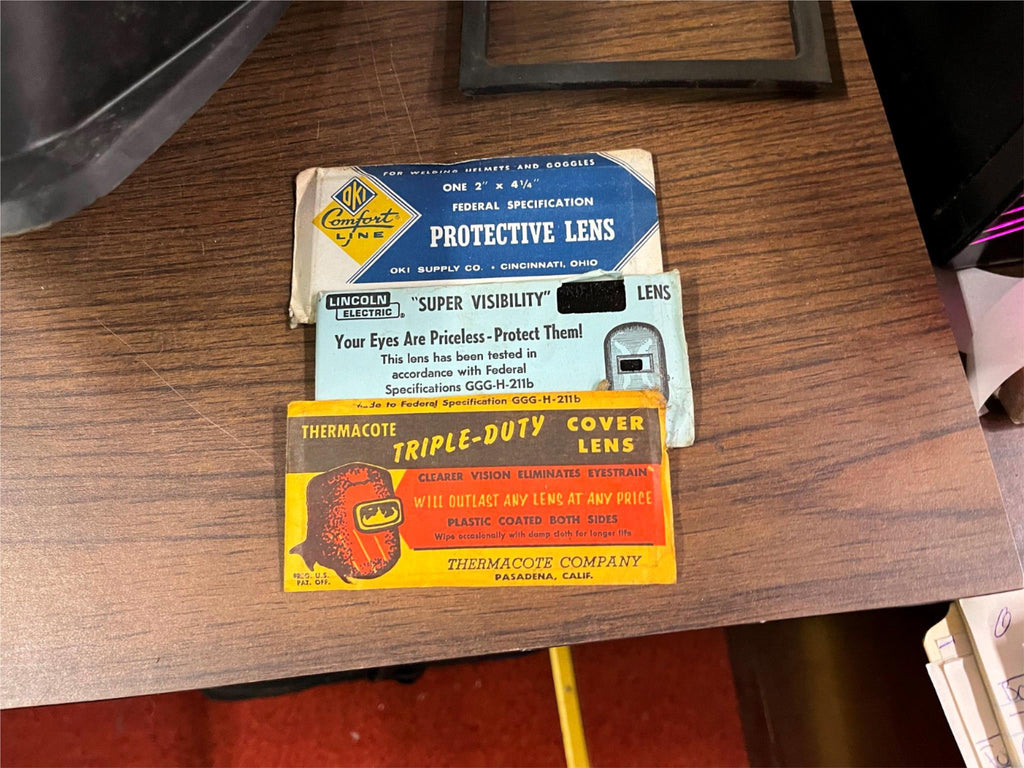 FOR WELDING HELMETS AND GOGGLES
OKI
Comfort
LINE
ONE 2" x 4¼"
FEDERAL SPECIFICATION
PROTECTIVE LENS
OKI SUPPLY CO. • CINCINNATI, OHIO
LINCOLN
ELECTRIC®
"SUPER VISIBILITY" LENS
Your Eyes Are Priceless - Protect Them!
This lens has been tested in
accordance with Federal
Specifications GGG-H-211b
to Federal Specification GGG-H-211b
THERMACOTE TRIPLE-DUTY COVER
LENS
CLEARER VISION ELIMINATES EYESTRAIN
WILL OUTLAST ANY LENS AT ANY PRICE
PLASTIC COATED BOTH SIDES
Wipe occasionally with damp cloth for longer life
THERMACOTE COMPANY
PASADENA, CALIF.
REG. U.S.
PAT. OFF.